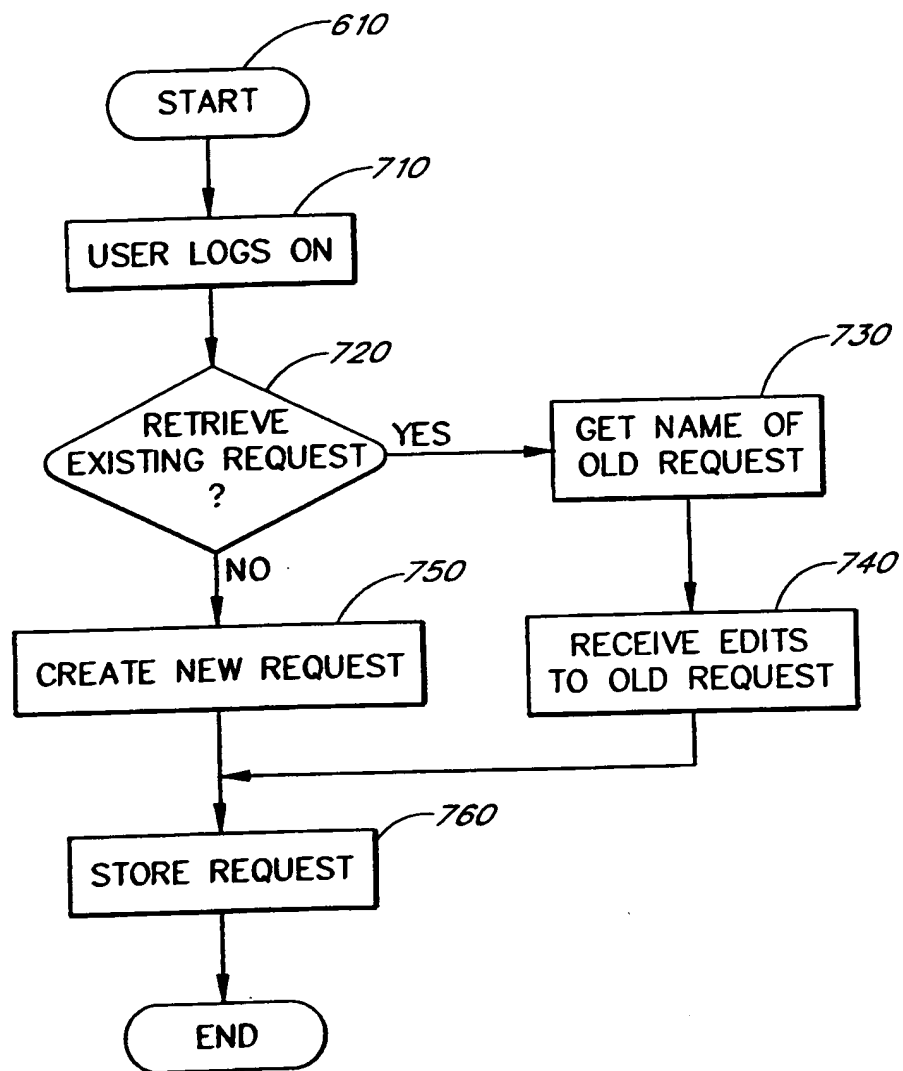 610
START
710
USER LOGS ON
720
RETRIEVE
EXISTING REQUEST
?
YES
730
GET NAME OF
OLD REQUEST
NO
750
CREATE NEW REQUEST
740
RECEIVE EDITS
TO OLD REQUEST
760
STORE REQUEST
END